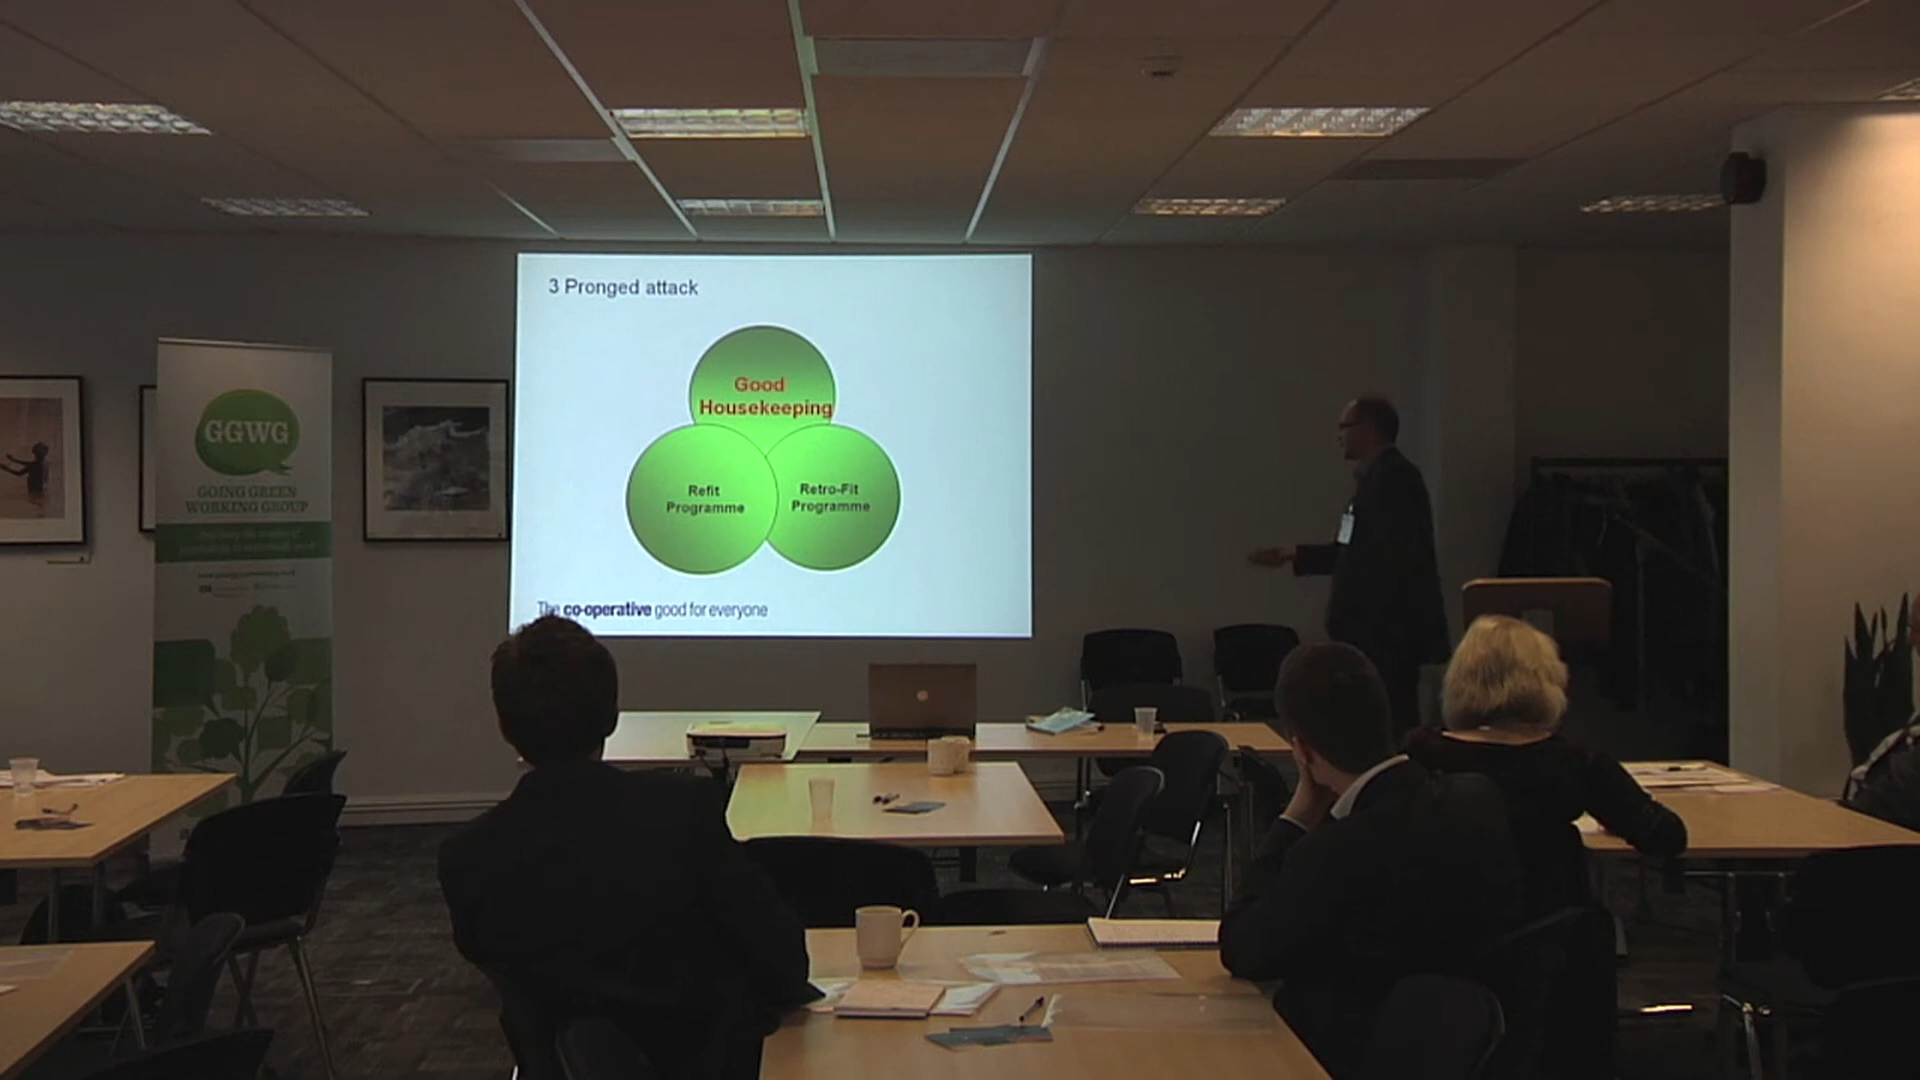 3 Pronged attack
Good
Housekeeping
Refit
Programme
Retro-Fit
Programme
The co-operative good for everyone
GGWG
GOING GREEN
WORKING GROUP